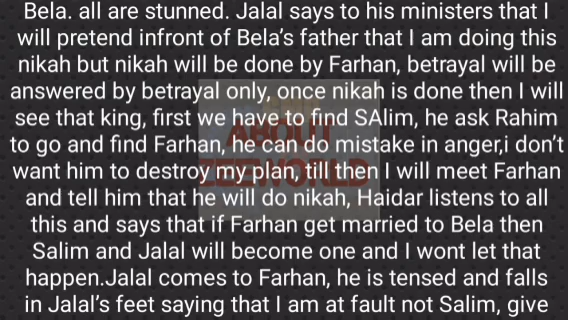 Bela. all are stunned. Jalal says to his ministers that I
will pretend infront of Bela’s father that I am doing this
nikah but nikah will be done by Farhan, betrayal will be
answered by betrayal only, once nikah is done then I will
see that king, first we have to find SAlim, he ask Rahim
to go and find Farhan, he can do mistake in anger,i don’t
want him to destroy my plan, till then I will meet Farhan
and tell him that he will do nikah, Haidar listens to all
this and says that if Farhan get married to Bela then
Salim and Jalal will become one and I wont let that
happen.Jalal comes to Farhan, he is tensed and falls
in Jalal’s feet saying that I am at fault not Salim, give
ABOUT
ZEEWORLD